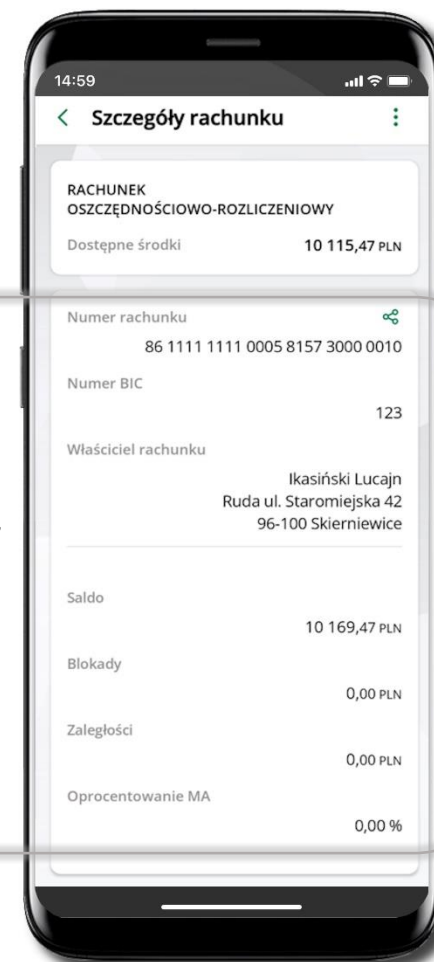 14:59
Szczegóły rachunku
RACHUNEK
OSZCZĘDNOŚCIOWO-ROZLICZENIOWY
Dostępne środki 10 115,47 PLN
Numer rachunku
86 1111 1111 0005 8157 3000 0010
Numer BIC
123
Właściciel rachunku
Ikasiński Lucajn
Ruda ul. Staromiejska 42
96-100 Skierniewice
Saldo
10 169,47 PLN
Blokady
0,00 PLN
Zaległości
0,00 PLN
Oprocentowanie MA
0,00 %